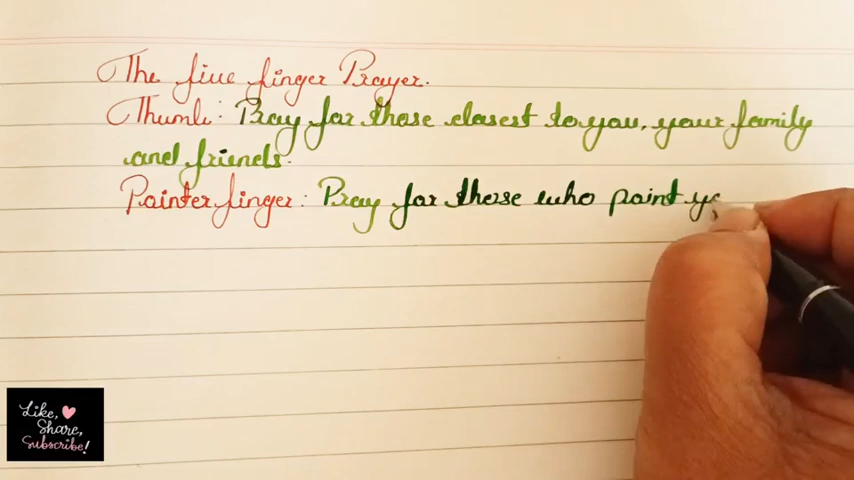 The five finger Prayer.
Thumb: Pray for those closest to you, your family
and friends.
Pointer finger: Pray for those who point yo
Like,
Share,
Subscribe!